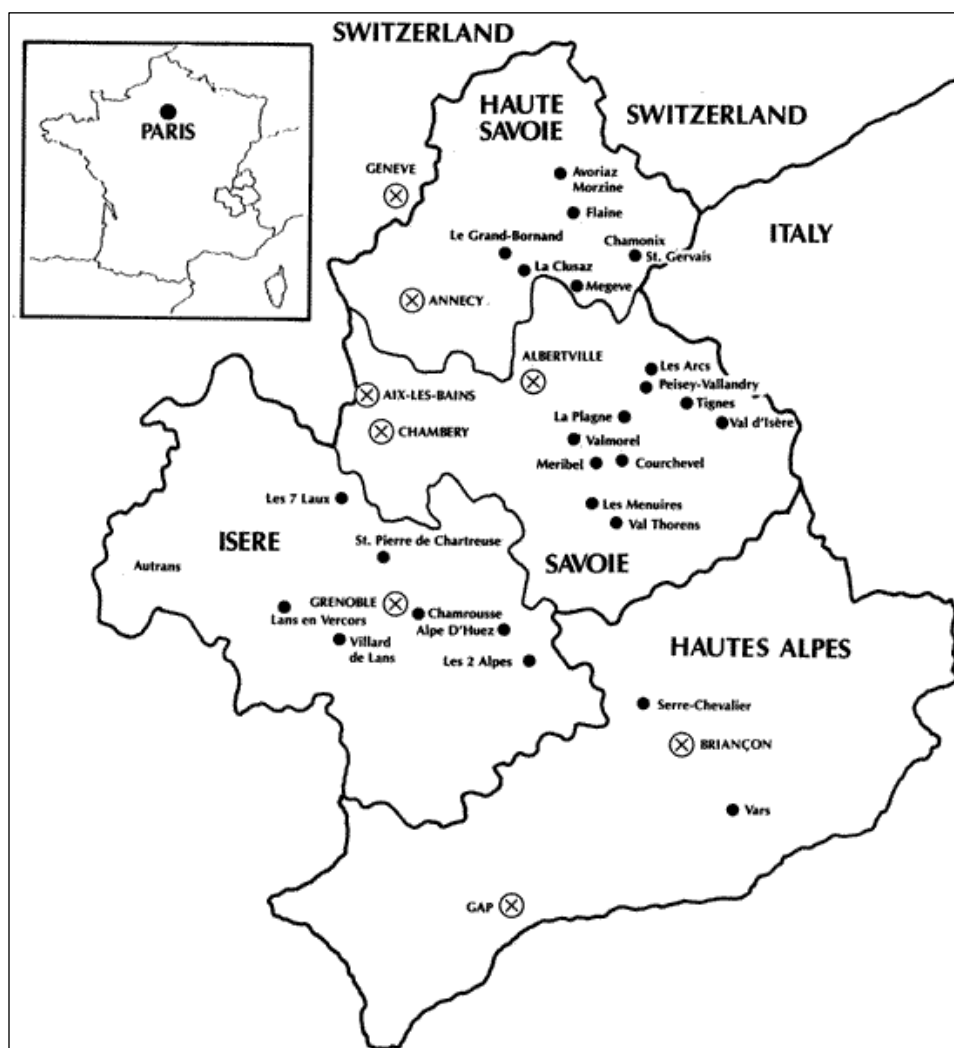 SWITZERLAND
PARIS
HAUTE
SAVOIE
SWITZERLAND
GENEVE
Avoriaz
Morzine
Flaine
ITALY
Le Grand-Bornand
Chamonix
St. Gervais
La Clusaz
Megeve
ANNECY
ALBERTVILLE
Les Arcs
Peisey-Vallandry
AIX-LES-BAINS
Tignes
La Plagne
Val d'Isère
CHAMBERY
Valmorel
Meribel
Courchevel
Les 7 Laux
Les Menuires
Val Thorens
ISERE
St. Pierre de Chartreuse
SAVOIE
Autrans
GRENOBLE
Lans en Vercors
Chamrousse
Alpe D'Huez
Villard
de Lans
Les 2 Alpes
HAUTES ALPES
Serre-Chevalier
BRIANÇON
Vars
GAP